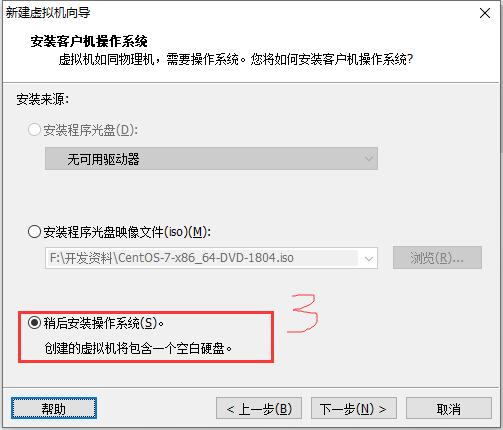 新建虚拟机向导
安装客户机操作系统
虚拟机如同物理机，需要操作系统。您将如何安装客户机操作系统?
安装来源:
安装程序光盘(D):
无可用驱动器
安装程序光盘映像文件(iso)(M):
F:\开发资料\CentOS-7-x86_64-DVD-1804.iso
浏览(R)...
稍后安装操作系统(S)。
创建的虚拟机将包含一个空白硬盘。
3
帮助
< 上一步(B)
下一步(N) >
取消